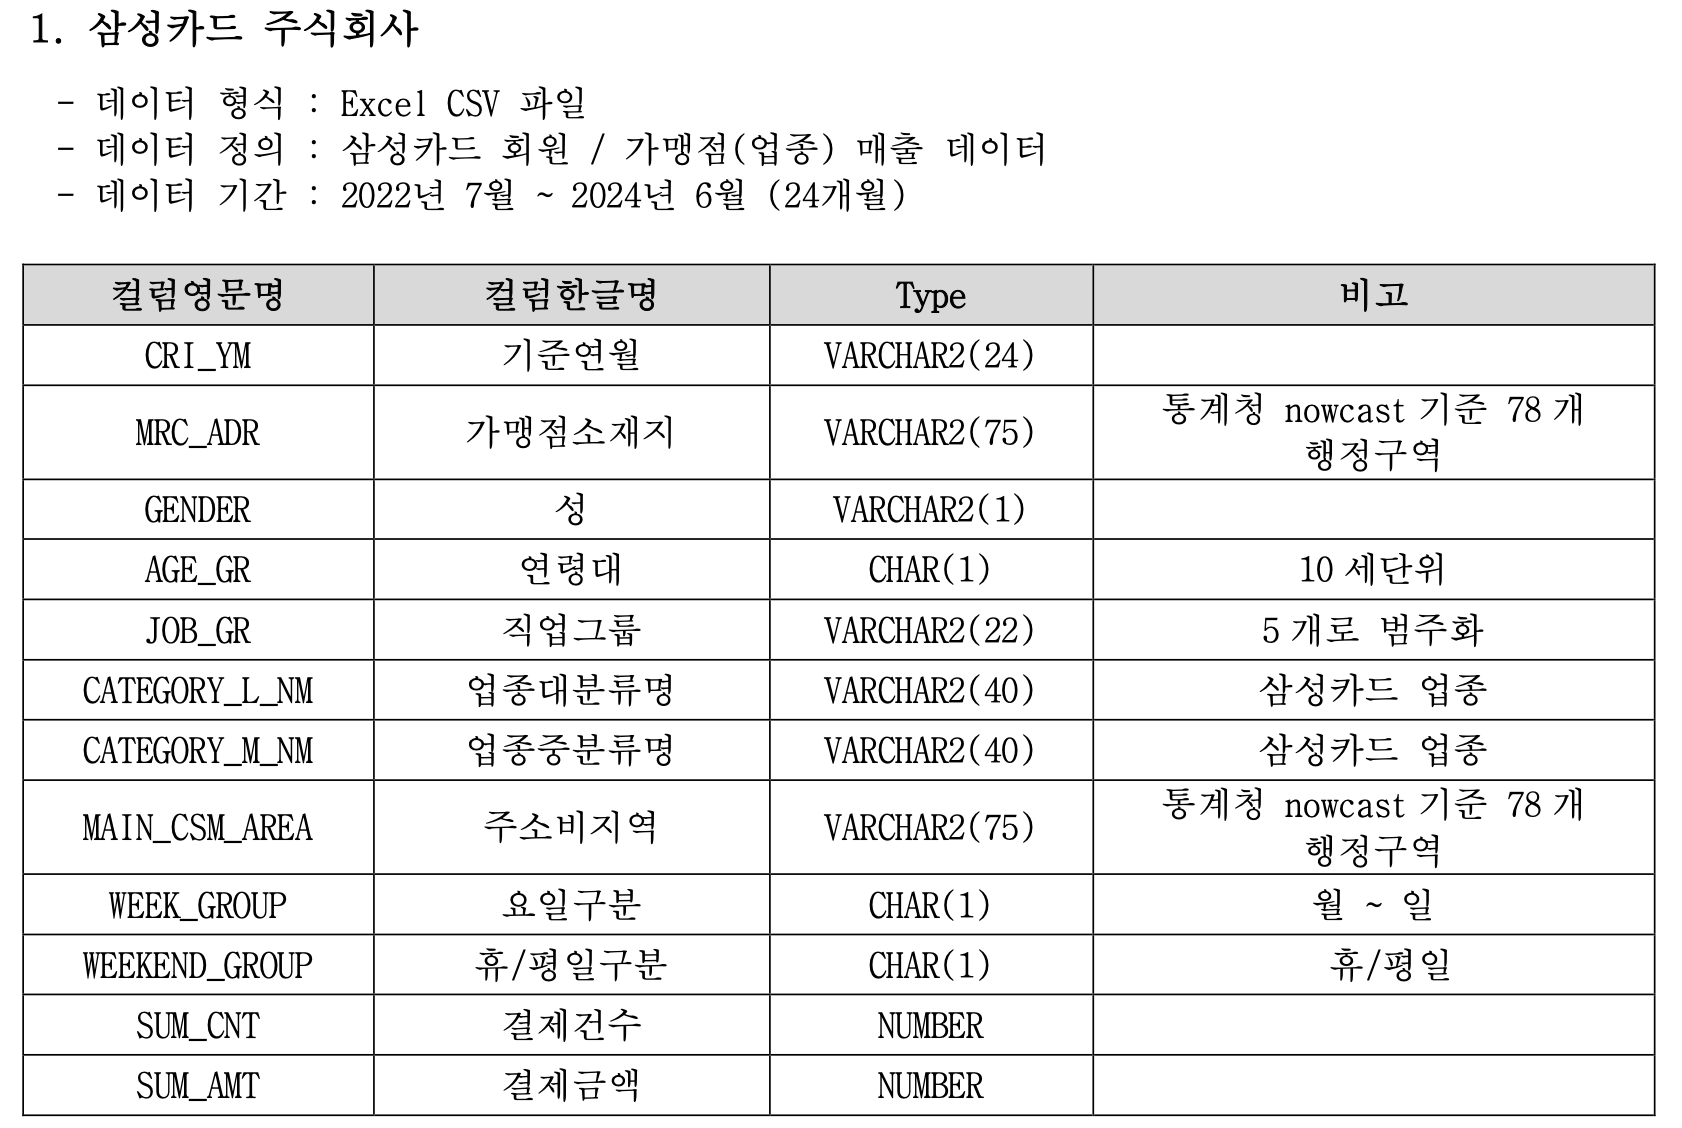 1. 삼성카드 주식회사
- 데이터 형식 : Excel CSV 파일
- 데이터 정의 : 삼성카드 회원 / 가맹점(업종) 매출 데이터
- 데이터 기간 : 2022년 7월 ~ 2024년 6월 (24개월)
컬럼영문명 컬럼한글명 Type 비고
CRI_YM 기준연월 VARCHAR2(24)
MRC_ADR 가맹점소재지 VARCHAR2(75) 통계청 nowcast 기준 78 개
행정구역
GENDER 성 VARCHAR2(1)
AGE_GR 연령대 CHAR(1) 10 세단위
JOB_GR 직업그룹 VARCHAR2(22) 5 개로 범주화
CATEGORY_L_NM 업종대분류명 VARCHAR2(40) 삼성카드 업종
CATEGORY_M_NM 업종중분류명 VARCHAR2(40) 삼성카드 업종
MAIN_CSM_AREA 주소비지역 VARCHAR2(75) 통계청 nowcast 기준 78 개
행정구역
WEEK_GROUP 요일구분 CHAR(1) 월 ~ 일
WEEKEND_GROUP 휴/평일구분 CHAR(1) 휴/평일
SUM_CNT 결제건수 NUMBER
SUM_AMT 결제금액 NUMBER